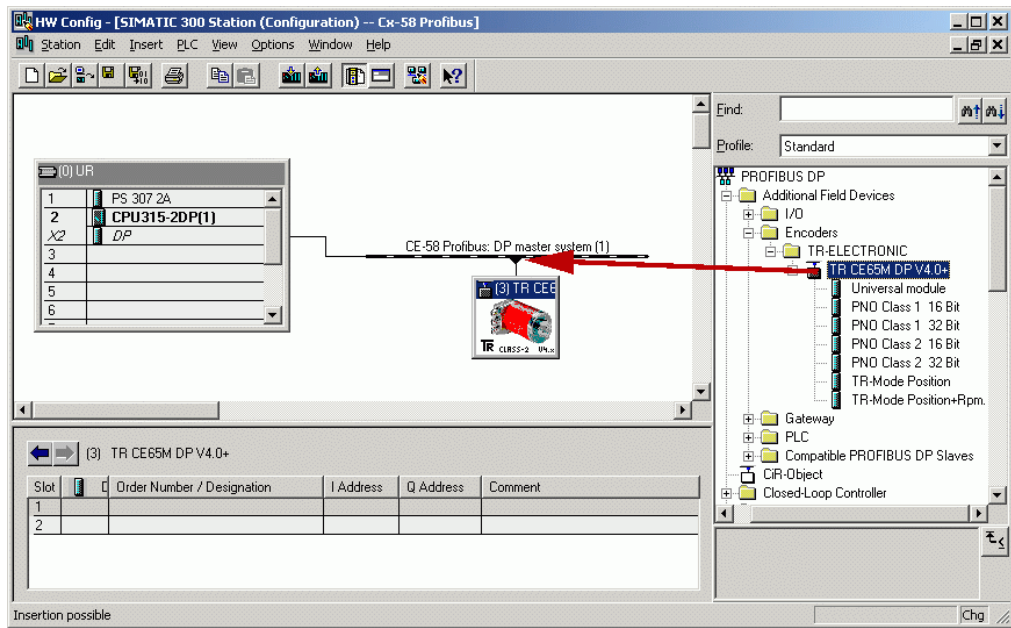 HW Config - [SIMATIC 300 Station (Configuration) -- Cx-58 Profibus]
Station Edit Insert PLC View Options Window Help
(0) UR
1 PS 307 2A
2 CPU315-2DP(1)
X2 DP
3
4
5
6
CE-58 Profibus: DP master system (1)
(3) TR CE6
TR CLASS-2 V4.x
Find:
Profile: Standard
PROFIBUS DP
Additional Field Devices
I/O
Encoders
TR-ELECTRONIC
TR CE65M DP V4.0+
Universal module
PNO Class 1 16 Bit
PNO Class 1 32 Bit
PNO Class 2 16 Bit
PNO Class 2 32 Bit
TR-Mode Position
TR-Mode Position+Rpm.
Gateway
PLC
Compatible PROFIBUS DP Slaves
CiR-Object
Closed-Loop Controller
(3) TR CE65M DP V4.0+
Slot D Order Number / Designation I Address Q Address Comment
1
2
Insertion possible
Chg